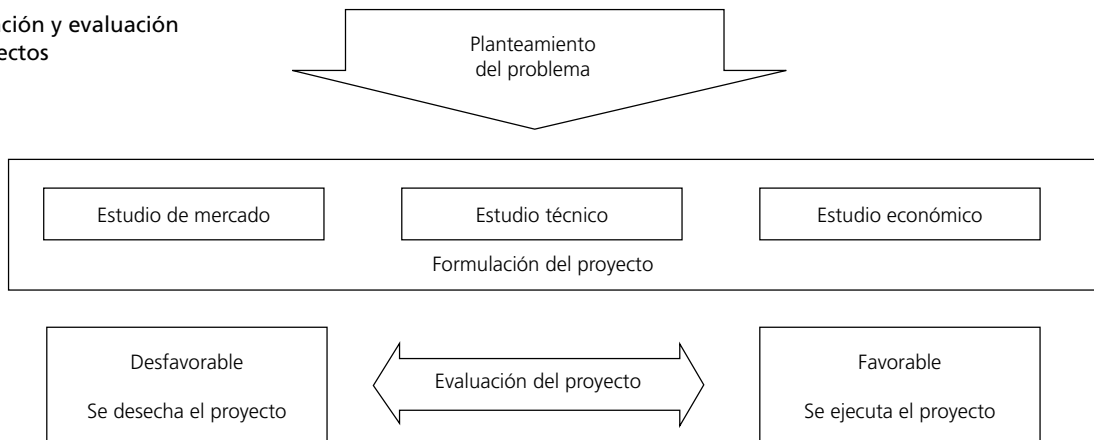 ción y evaluación
ectos
Planteamiento
del problema
Estudio de mercado
Estudio técnico
Estudio económico
Formulación del proyecto
Desfavorable
Se desecha el proyecto
Evaluación del proyecto
Favorable
Se ejecuta el proyecto